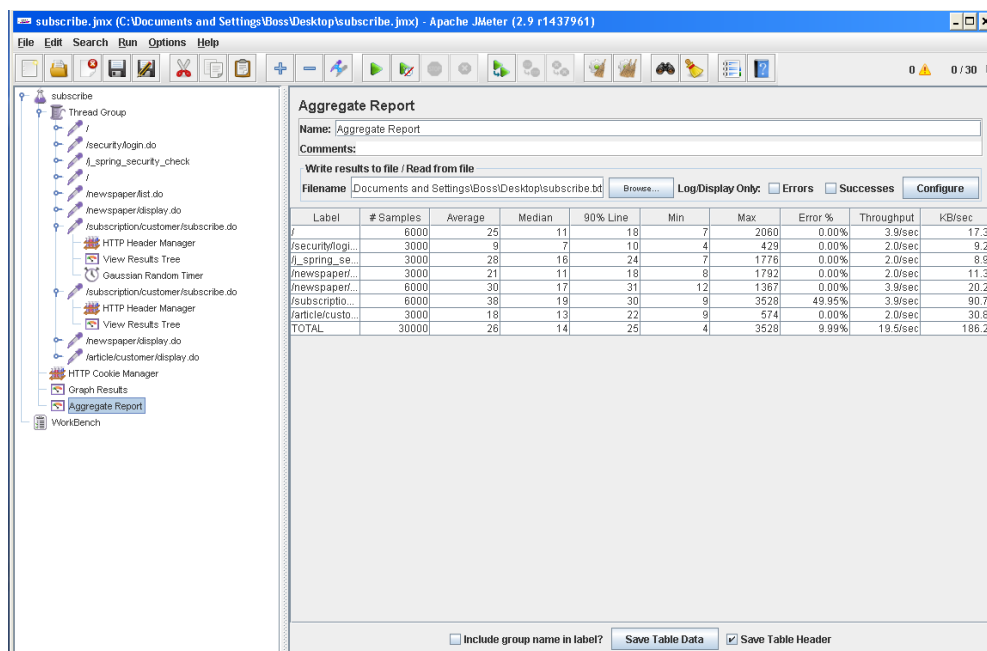 subscribe.jmx (C:\Documents and Settings\Boss\Desktop\subscribe.jmx) - Apache JMeter (2.9 r1437961)
File Edit Search Run Options Help
0 0 / 30
subscribe
Thread Group
/
/security/login.do
/j_spring_security_check
/
/newspaper/list.do
/newspaper/display.do
/subscription/customer/subscribe.do
HTTP Header Manager
View Results Tree
Gaussian Random Timer
/subscription/customer/subscribe.do
HTTP Header Manager
View Results Tree
/newspaper/display.do
/article/customer/display.do
HTTP Cookie Manager
Graph Results
Aggregate Report
WorkBench
Aggregate Report
Name: Aggregate Report
Comments:
Write results to file / Read from file
Filename Documents and Settings\Boss\Desktop\subscribe.txt Browse... Log/Display Only: Errors Successes Configure
Label # Samples Average Median 90% Line Min Max Error % Throughput KB/sec
/ 6000 25 11 18 7 2060 0.00% 3.9/sec 17.3
/security/logi... 3000 9 7 10 4 429 0.00% 2.0/sec 9.2
/j_spring_se... 3000 28 16 24 7 1776 0.00% 2.0/sec 8.9
/newspaper/... 3000 21 11 18 8 1792 0.00% 2.0/sec 11.3
/newspaper/... 6000 30 17 31 12 1367 0.00% 3.9/sec 20.2
/subscriptio... 6000 38 19 30 9 3528 49.95% 3.9/sec 90.7
/article/custo... 3000 18 13 22 9 574 0.00% 2.0/sec 30.8
TOTAL 30000 26 14 25 4 3528 9.99% 19.5/sec 186.2
Include group name in label? Save Table Data Save Table Header